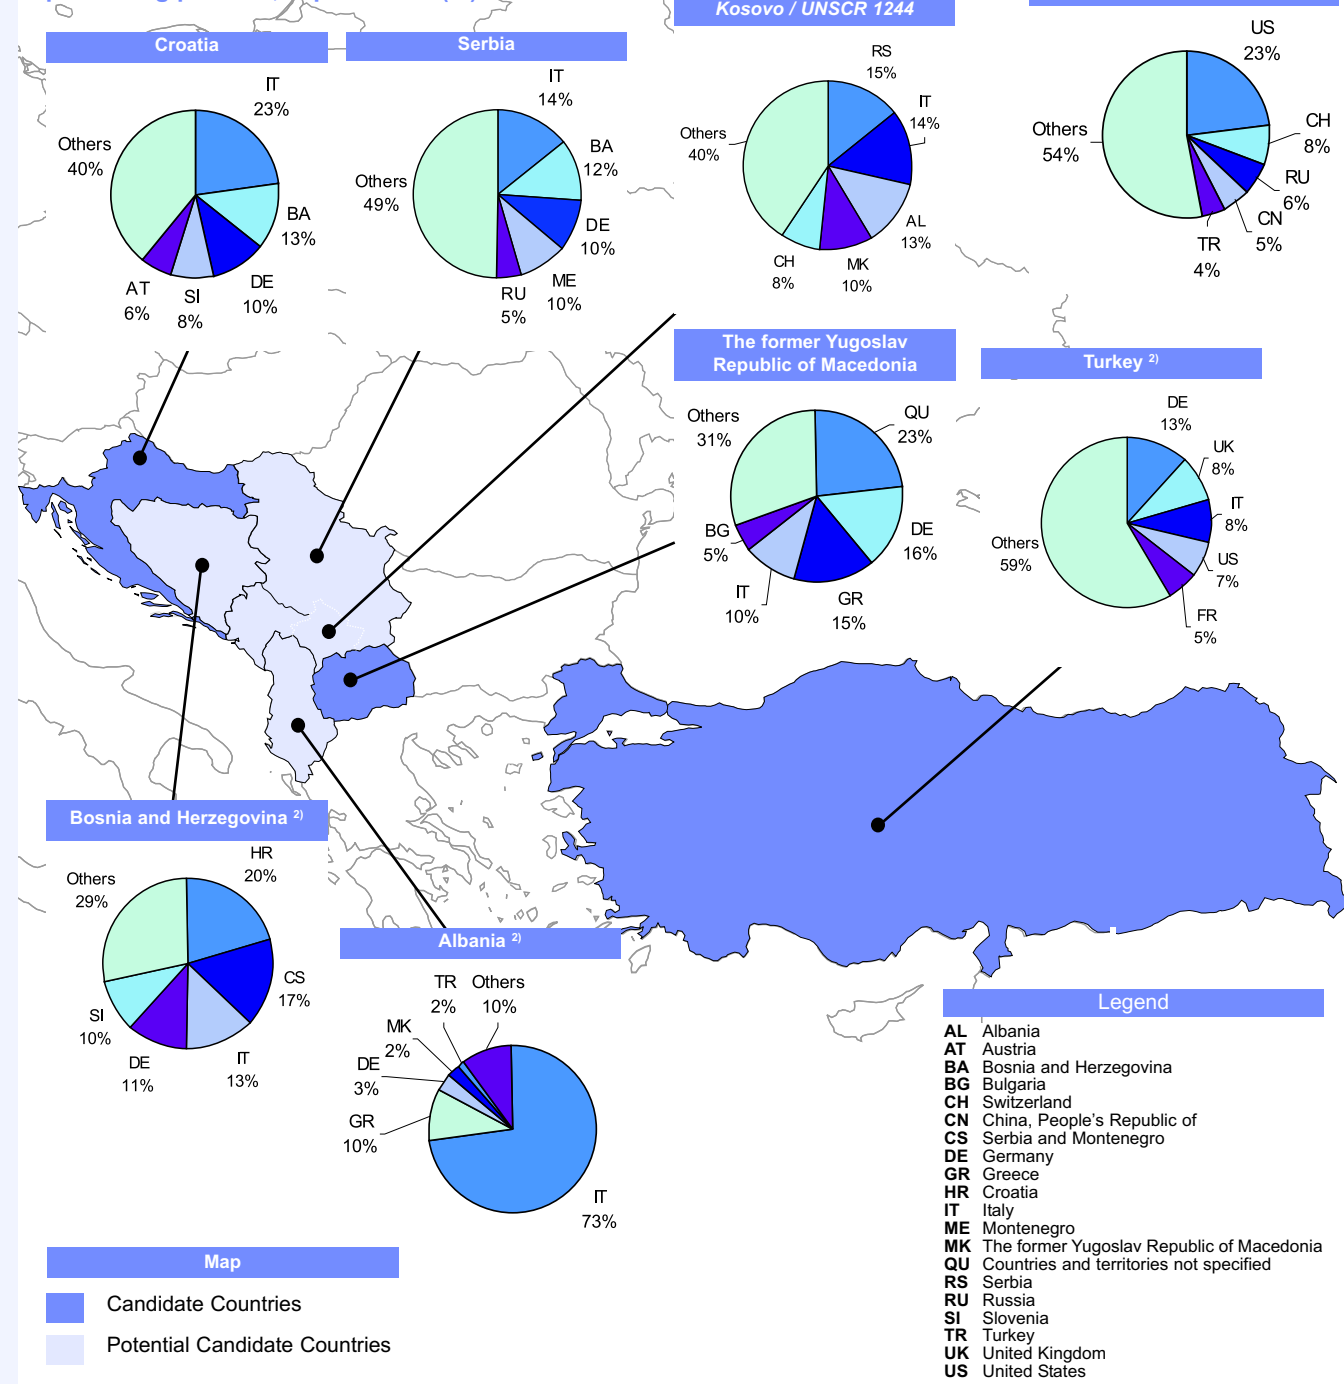 Kosovo / UNSCR 1244
Croatia
IT
23%
BA
13%
DE
10%
SI
8%
AT
6%
Others
40%
Serbia
IT
14%
BA
12%
DE
10%
ME
10%
RU
5%
Others
49%
RS
15%
IT
14%
AL
13%
MK
10%
CH
8%
Others
40%
US
23%
CH
8%
RU
6%
CN
5%
TR
4%
Others
54%
The former Yugoslav
Republic of Macedonia
QU
23%
DE
16%
GR
15%
IT
10%
BG
5%
Others
31%
Turkey 2)
DE
13%
UK
8%
IT
8%
US
7%
FR
5%
Others
59%
Bosnia and Herzegovina 2)
HR
20%
CS
17%
IT
13%
DE
11%
SI
10%
Others
29%
Albania 2)
TR
2%
Others
10%
MK
2%
DE
3%
GR
10%
IT
73%
Map
Candidate Countries
Potential Candidate Countries
Legend
AL Albania
AT Austria
BA Bosnia and Herzegovina
BG Bulgaria
CH Switzerland
CN China, People’s Republic of
CS Serbia and Montenegro
DE Germany
GR Greece
HR Croatia
IT Italy
ME Montenegro
MK The former Yugoslav Republic of Macedonia
QU Countries and territories not specified
RS Serbia
RU Russia
SI Slovenia
TR Turkey
UK United Kingdom
US United States